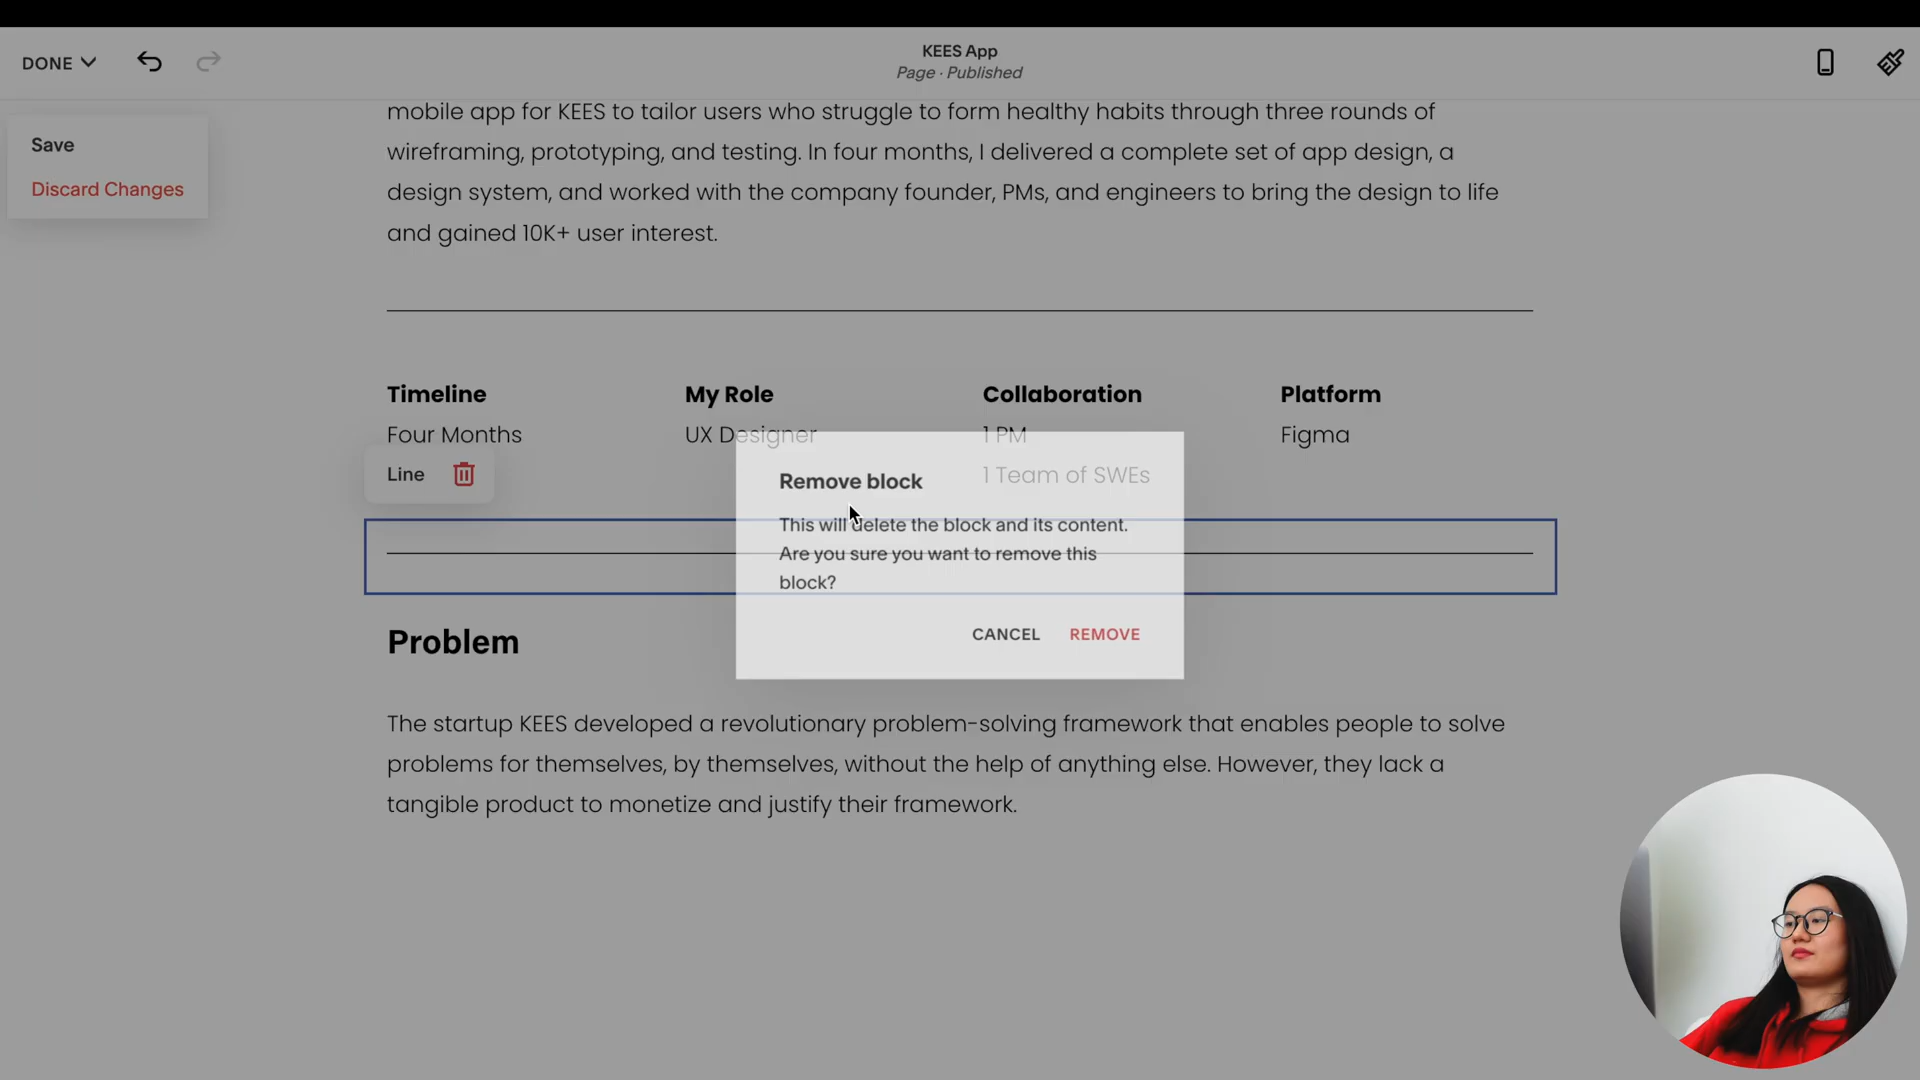 DONE
KEES App
Page · Published
Save
Discard Changes
mobile app for KEES to tailor users who struggle to form healthy habits through three rounds of
wireframing, prototyping, and testing. In four months, I delivered a complete set of app design, a
design system, and worked with the company founder, PMs, and engineers to bring the design to life
and gained 10K+ user interest.
Timeline
My Role
Collaboration
Platform
Four Months
UX Designer
1 PM
Figma
1 Team of SWEs
Line
Remove block
This will delete the block and its content.
Are you sure you want to remove this
block?
CANCEL
REMOVE
Problem
The startup KEES developed a revolutionary problem-solving framework that enables people to solve
problems for themselves, by themselves, without the help of anything else. However, they lack a
tangible product to monetize and justify their framework.